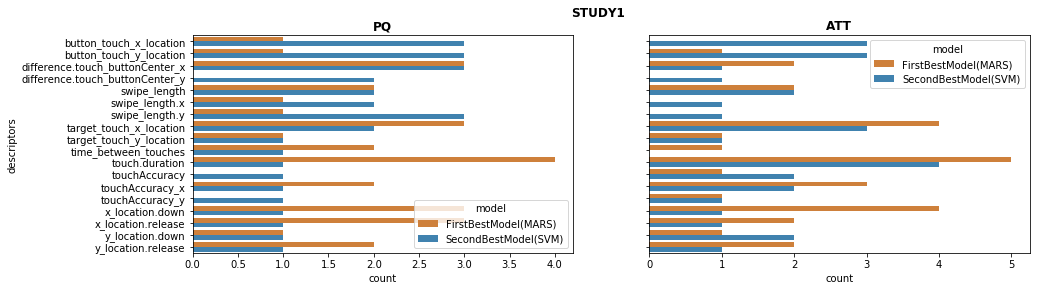 STUDY1
PQ
descriptors
button_touch_x_location
button_touch_y_location
difference.touch_buttonCenter_x
difference.touch_buttonCenter_y
swipe_length
swipe_length.x
swipe_length.y
target_touch_x_location
target_touch_y_location
time_between_touches
touch.duration
touchAccuracy
touchAccuracy_x
touchAccuracy_y
x_location.down
x_location.release
y_location.down
y_location.release
model
FirstBestModel(MARS)
SecondBestModel(SVM)
0.0 0.5 1.0 1.5 2.0 2.5 3.0 3.5 4.0
count
ATT
model
FirstBestModel(MARS)
SecondBestModel(SVM)
0 1 2 3 4 5
count